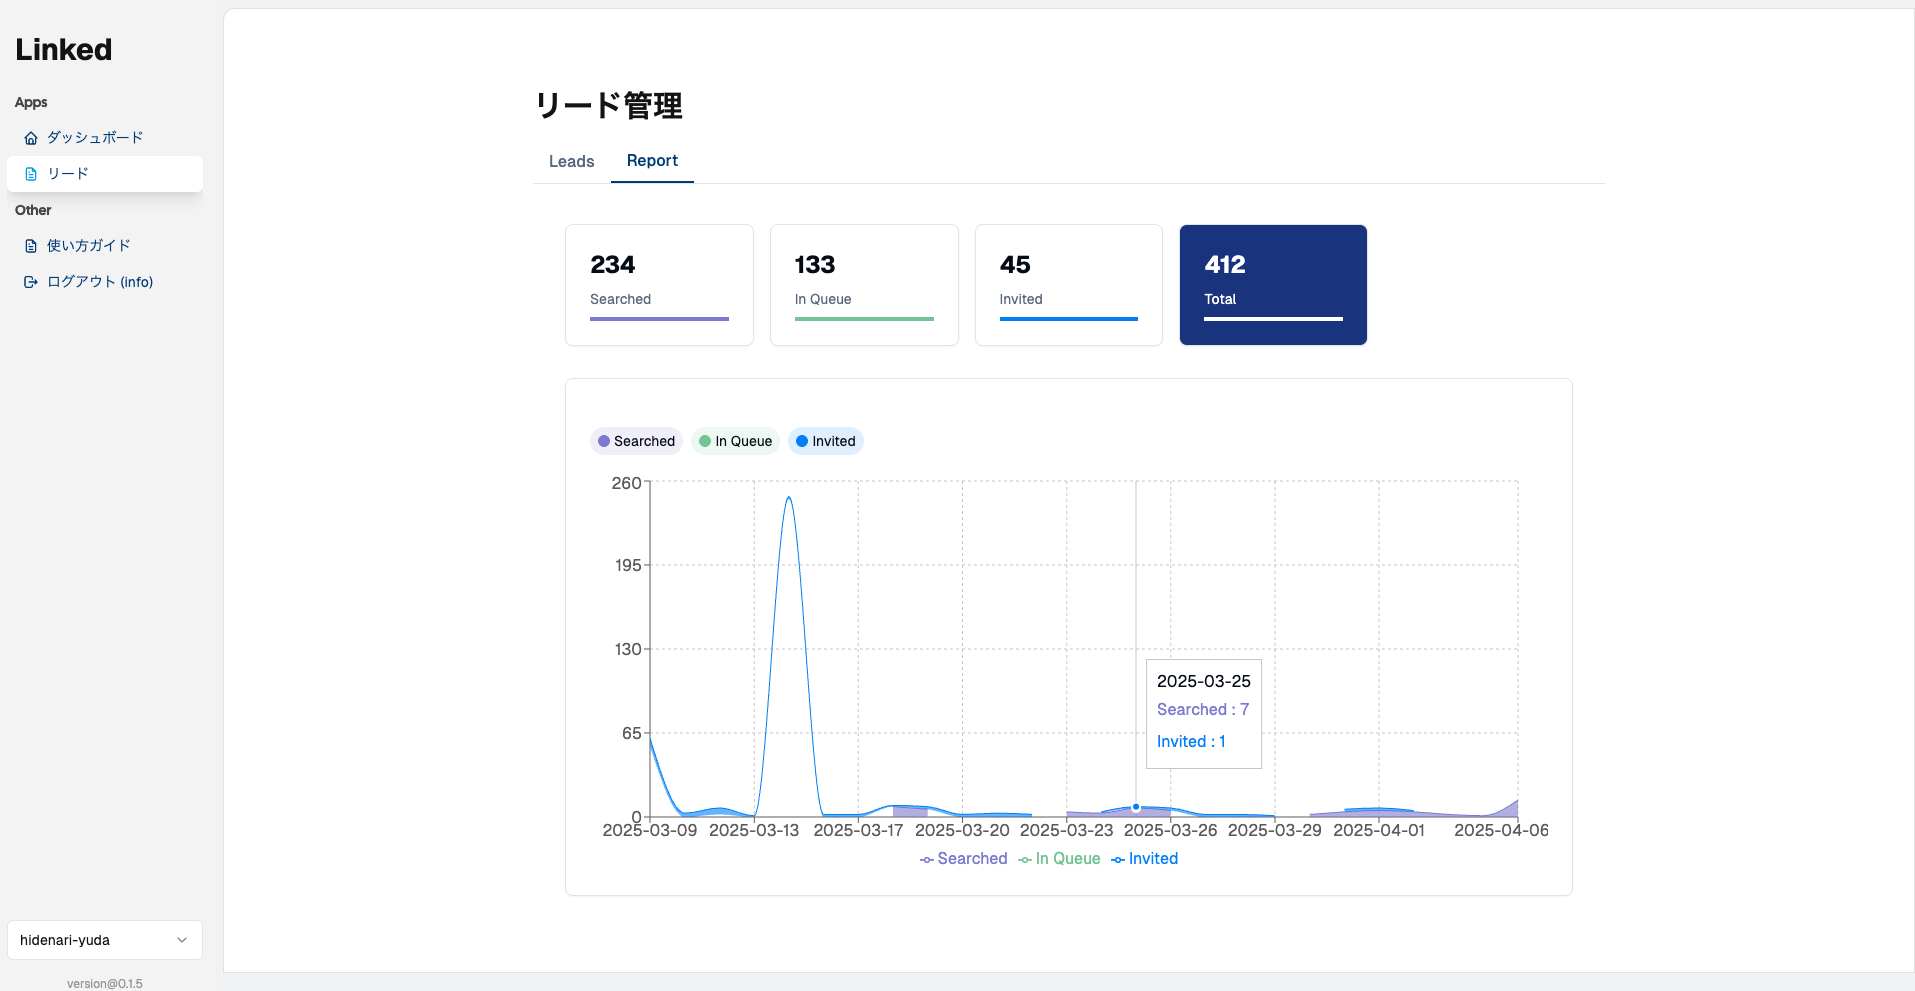 Linked
Apps
ダッシュボード
リード
Other
使い方ガイド
ログアウト (info)
hidenari-yuda
version@0.1.5
リード管理
Leads Report
234 133 45 412
Searched In Queue Invited Total
Searched In Queue Invited
260
195
130
65
0
2025-03-25
Searched : 7
Invited : 1
2025-03-09 2025-03-13 2025-03-17 2025-03-20 2025-03-23 2025-03-26 2025-03-29 2025-04-01 2025-04-06
Searched In Queue Invited